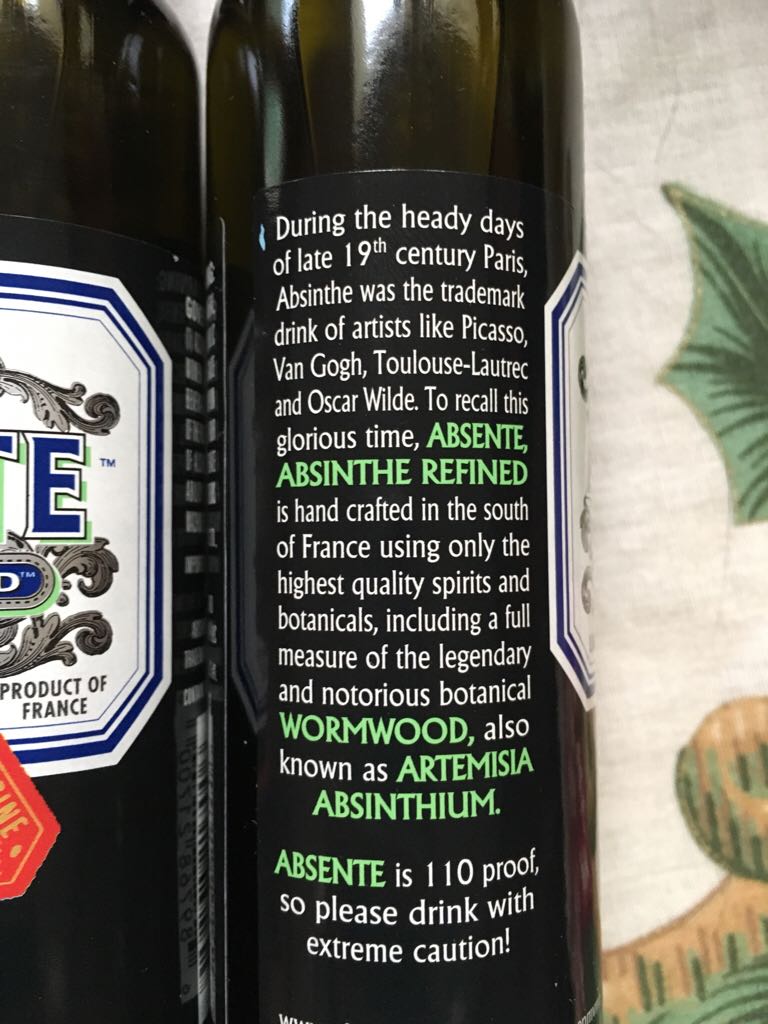 During the heady days
of late 19th century Paris,
Absinthe was the trademark
drink of artists like Picasso,
Van Gogh, Toulouse-Lautrec
and Oscar Wilde. To recall this
glorious time, ABSENTE,
ABSINTHE REFINED
is hand crafted in the south
of France using only the
highest quality spirits and
botanicals, including a full
measure of the legendary
and notorious botanical
WORMWOOD, also
known as ARTEMISIA
ABSINTHIUM.
ABSENTE is 110 proof,
so please drink with
extreme caution!
TE™
D™
PRODUCT OF
FRANCE
INE